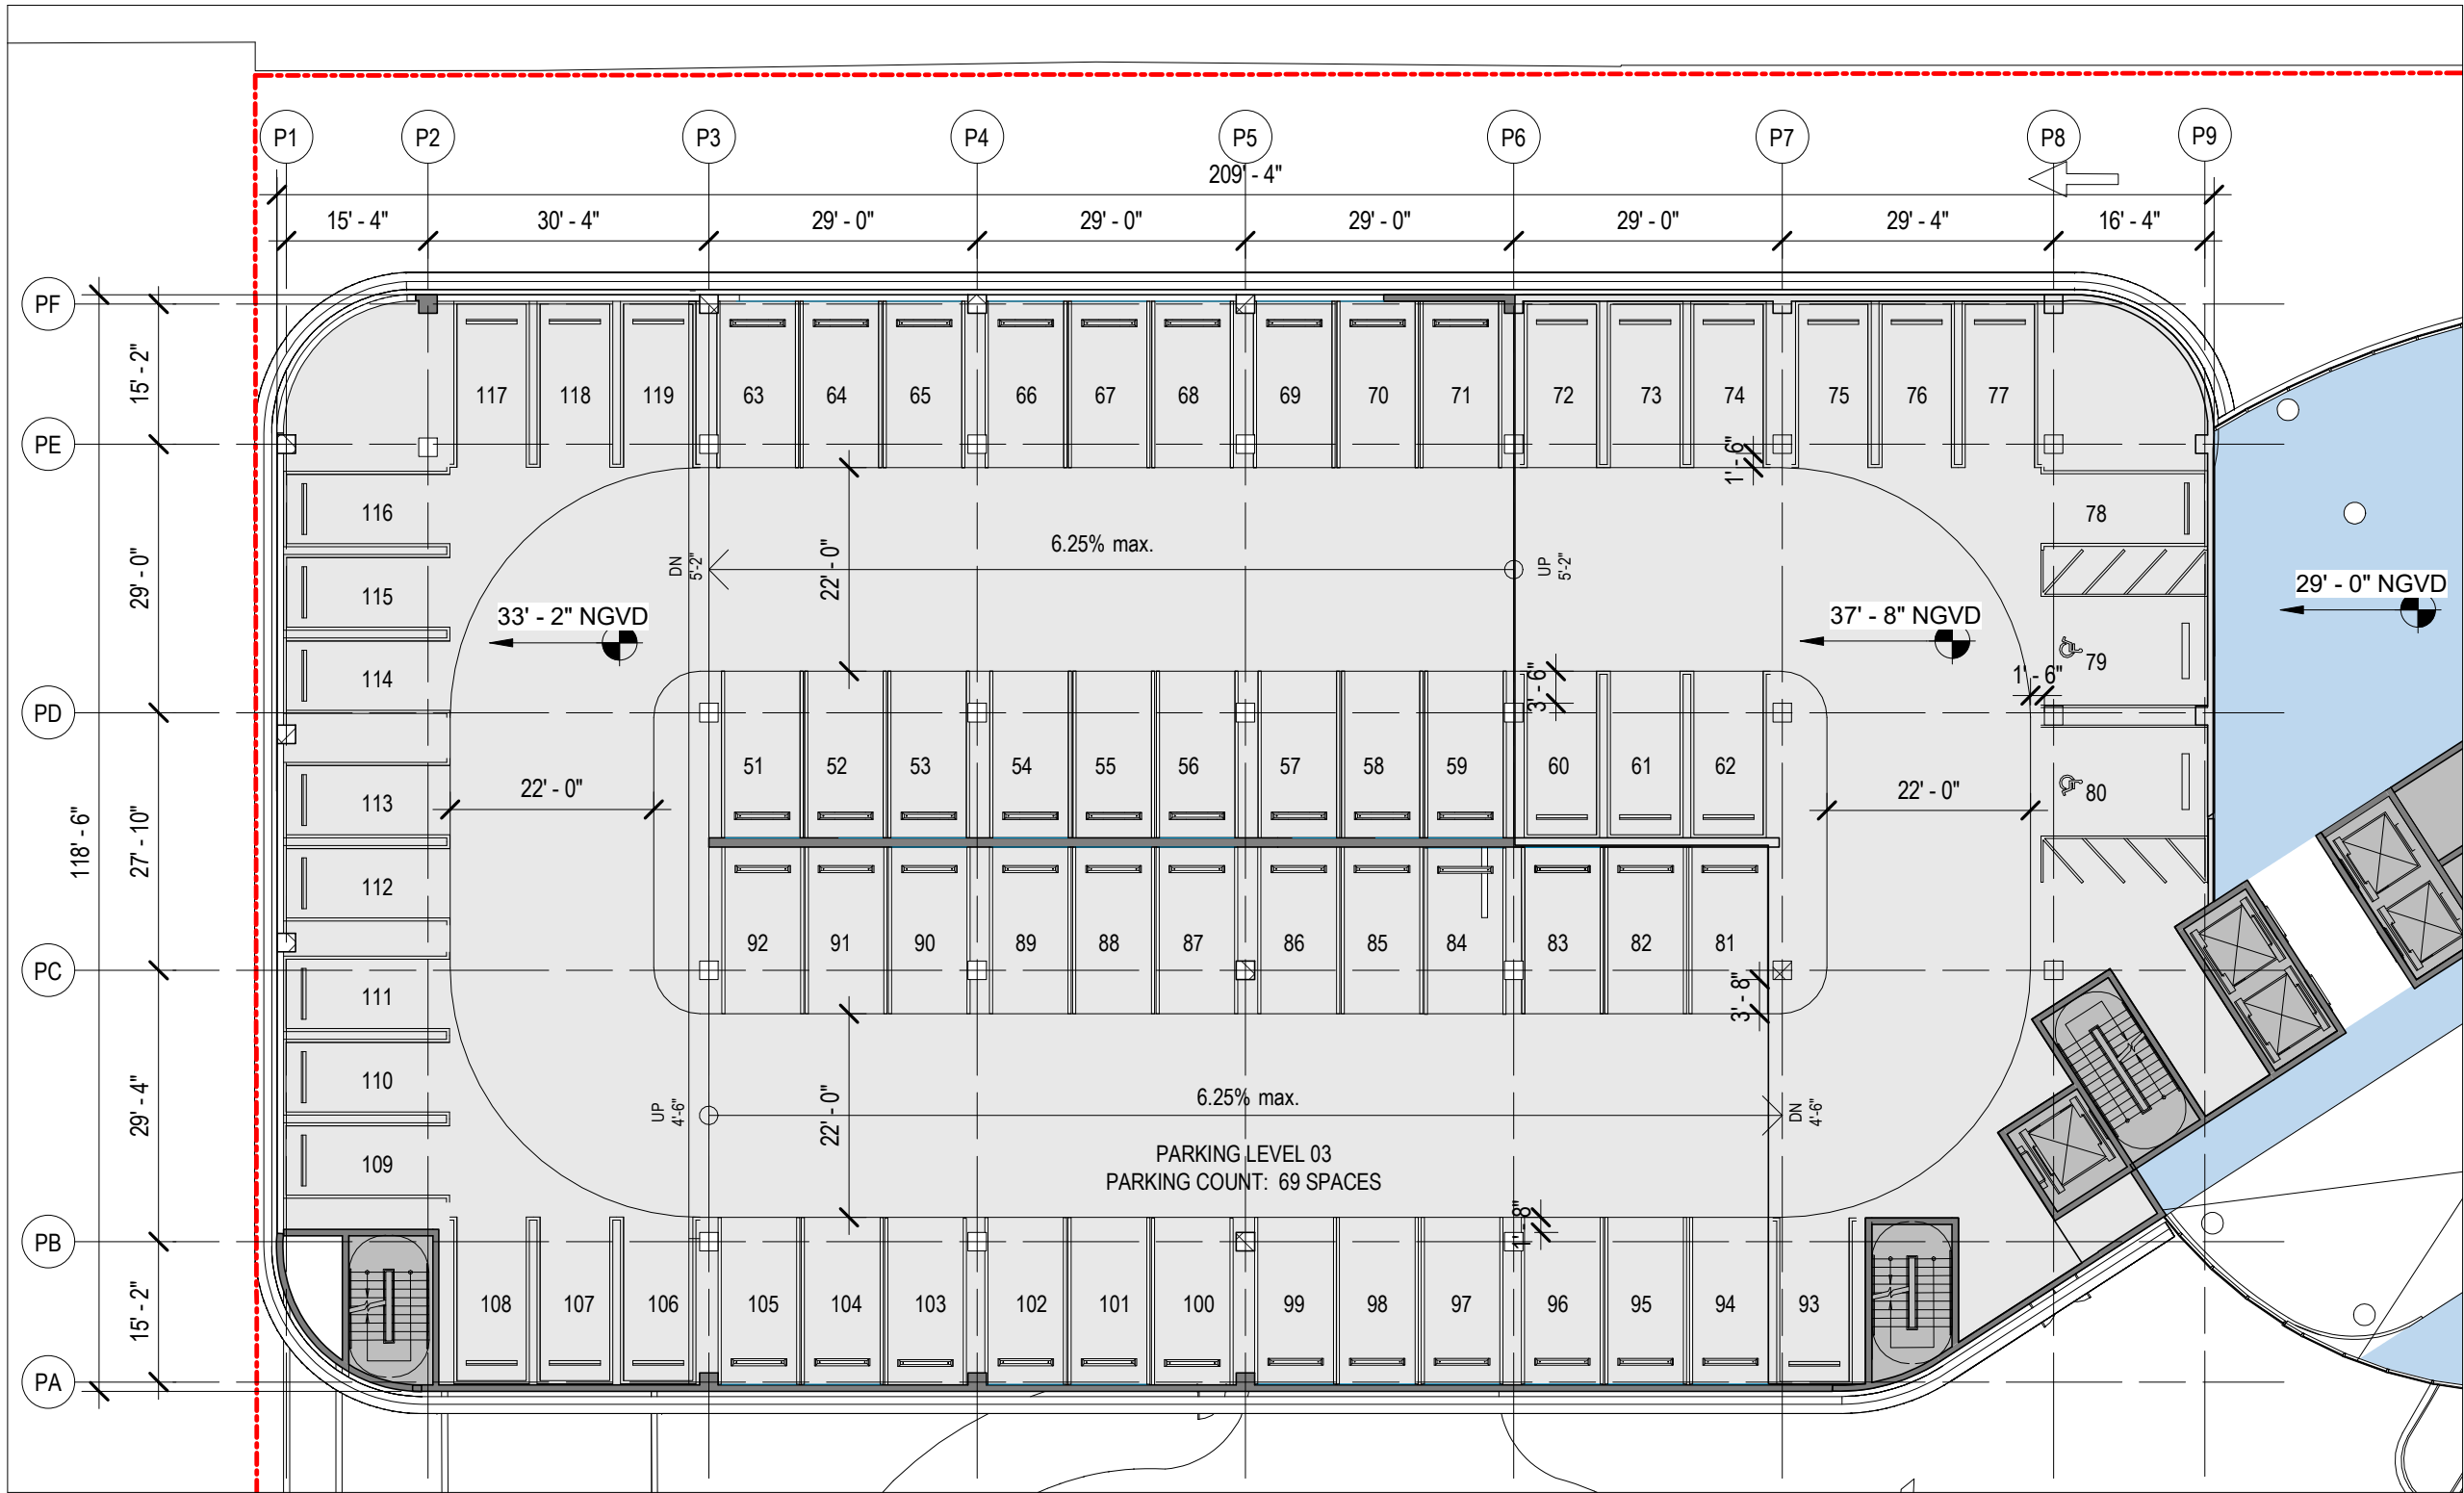 P1 P2 P3 P4 P5 P6 P7 P8 P9
209' - 4"
15' - 4" 30' - 4" 29' - 0" 29' - 0" 29' - 0" 29' - 0" 29' - 4" 16' - 4"
PF
15' - 2"
117 118 119 63 64 65 66 67 68 69 70 71 72 73 74 75 76 77
PE
1' - 6"
116
78
29' - 0"
6.25% max.
DN 5'-2"
22' - 0"
UP 5'-2"
115
29' - 0" NGVD
33' - 2" NGVD
37' - 8" NGVD
79
114
1' - 6"
3' - 6"
PD
51 52 53 54 55 56 57 58 59 60 61 62
22' - 0"
22' - 0"
80
113
118' - 6"
27' - 10"
112
92 91 90 89 88 87 86 85 84 83 82 81
PC
3' - 8"
111
110
29' - 4"
UP 4'-6"
22' - 0"
6.25% max.
DN 4'-6"
PARKING LEVEL 03
PARKING COUNT: 69 SPACES
109
1' - 8"
PB
15' - 2"
108 107 106 105 104 103 102 101 100 99 98 97 96 95 94 93
PA